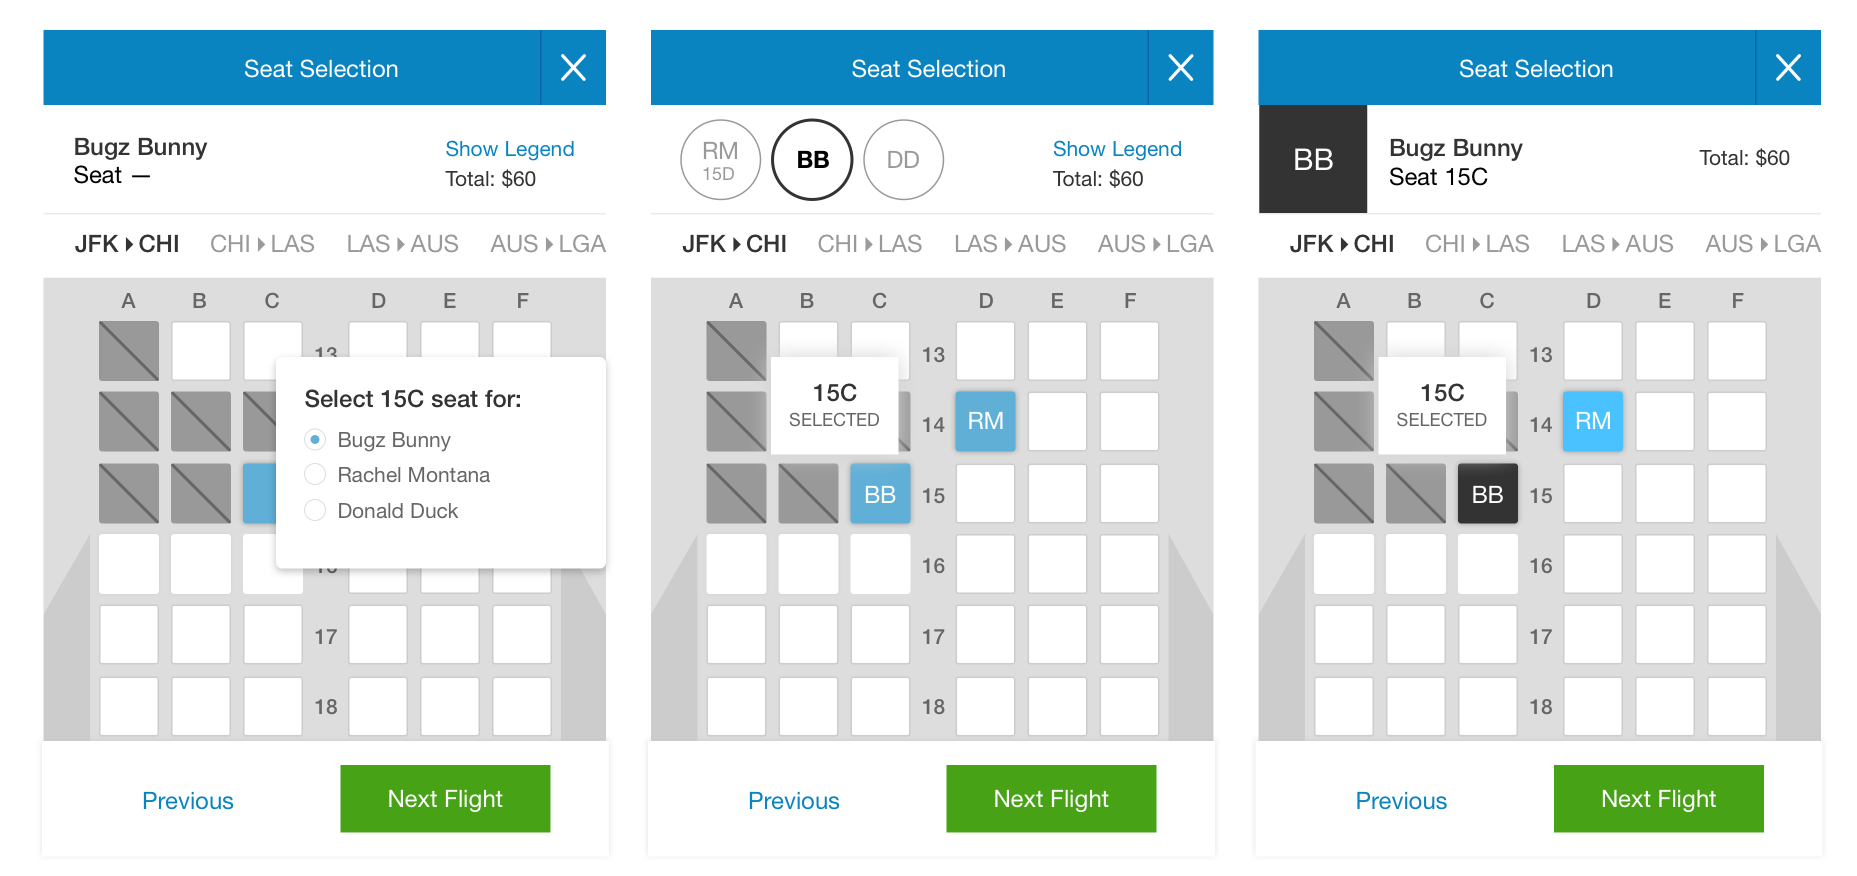 Seat Selection
Bugz Bunny
Seat —
Show Legend
Total: $60
JFK ▸ CHI CHI ▸ LAS LAS ▸ AUS AUS ▸ LGA
A B C D E F
13
Select 15C seat for:
Bugz Bunny
Rachel Montana
Donald Duck
17
18
Previous
Next Flight
Seat Selection
RM
15D
BB
DD
Show Legend
Total: $60
JFK ▸ CHI CHI ▸ LAS LAS ▸ AUS AUS ▸ LGA
A B C D E F
13
15C
SELECTED
14
RM
BB
15
16
17
18
Previous
Next Flight
Seat Selection
BB
Bugz Bunny
Seat 15C
Total: $60
JFK ▸ CHI CHI ▸ LAS LAS ▸ AUS AUS ▸ LGA
A B C D E F
13
15C
SELECTED
14
RM
BB
15
16
17
18
Previous
Next Flight